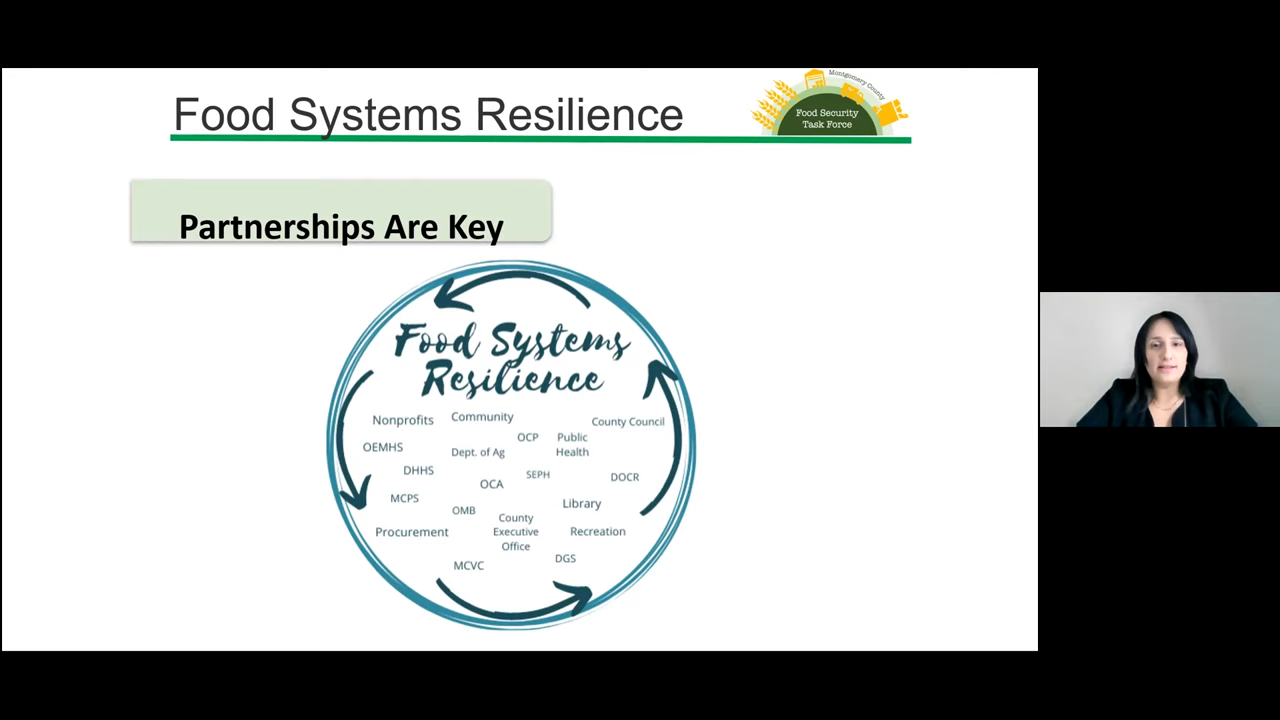 Food Systems Resilience
Montgomery County
Food Security
Task Force
Partnerships Are Key
Food Systems
Resilience
Nonprofits
Community
County Council
OEMHS
Dept. of Ag
OCP
Public
Health
DHHS
OCA
SEPH
DOCR
MCPS
OMB
Library
Procurement
County
Executive
Office
Recreation
MCVC
DGS